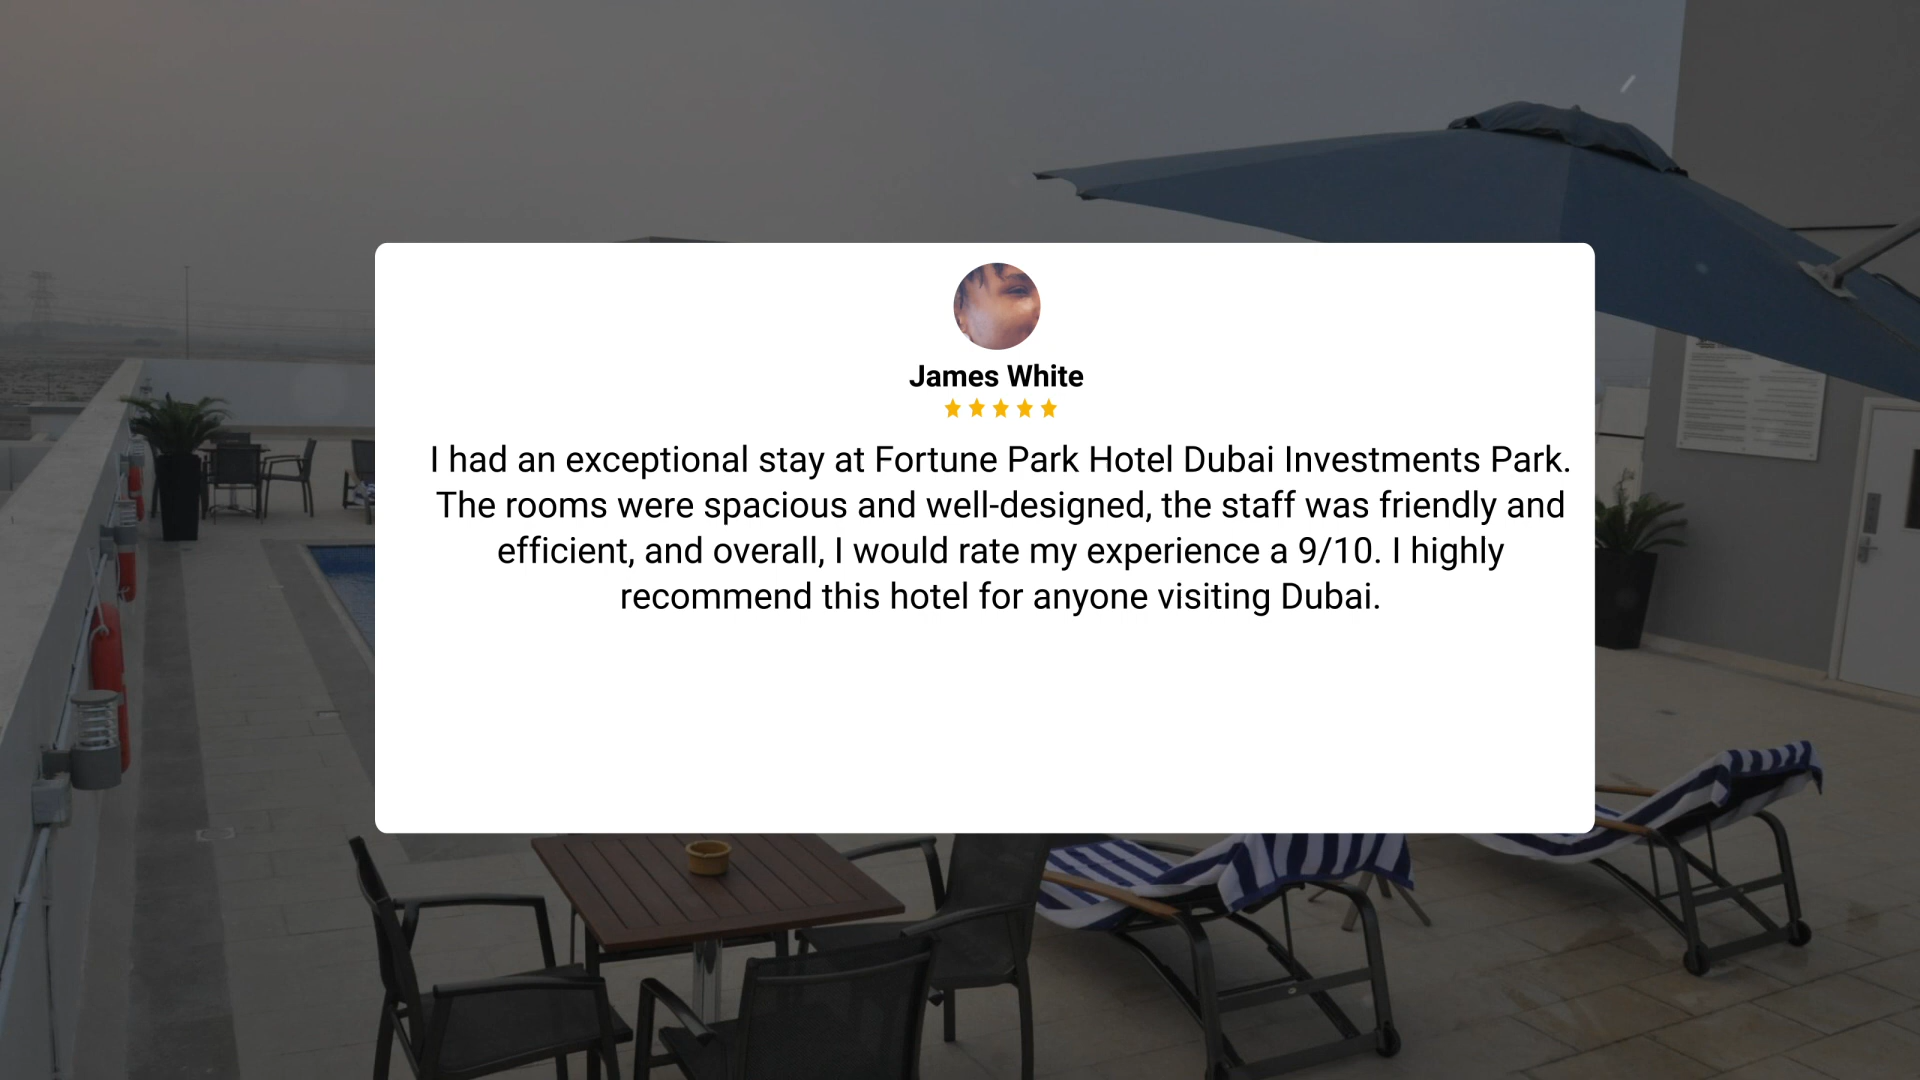 James White
I had an exceptional stay at Fortune Park Hotel Dubai Investments Park.
The rooms were spacious and well-designed, the staff was friendly and
efficient, and overall, I would rate my experience a 9/10. I highly
recommend this hotel for anyone visiting Dubai.